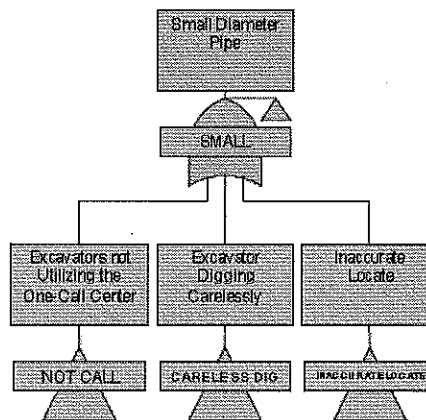 Small Diameter
Pipe
SMALL
Excavators not
Utilizing the
One-Call Center
Excavator
Digging
Carelessly
Inaccurate
Locate
NOT CALL
CARELESS DIG
INACCURATE LOCATE